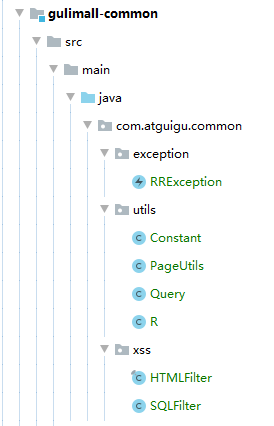 gulimall-common
src
main
java
com.atguigu.common
exception
RRException
utils
Constant
PageUtils
Query
R
xss
HTMLFilter
SQLFilter